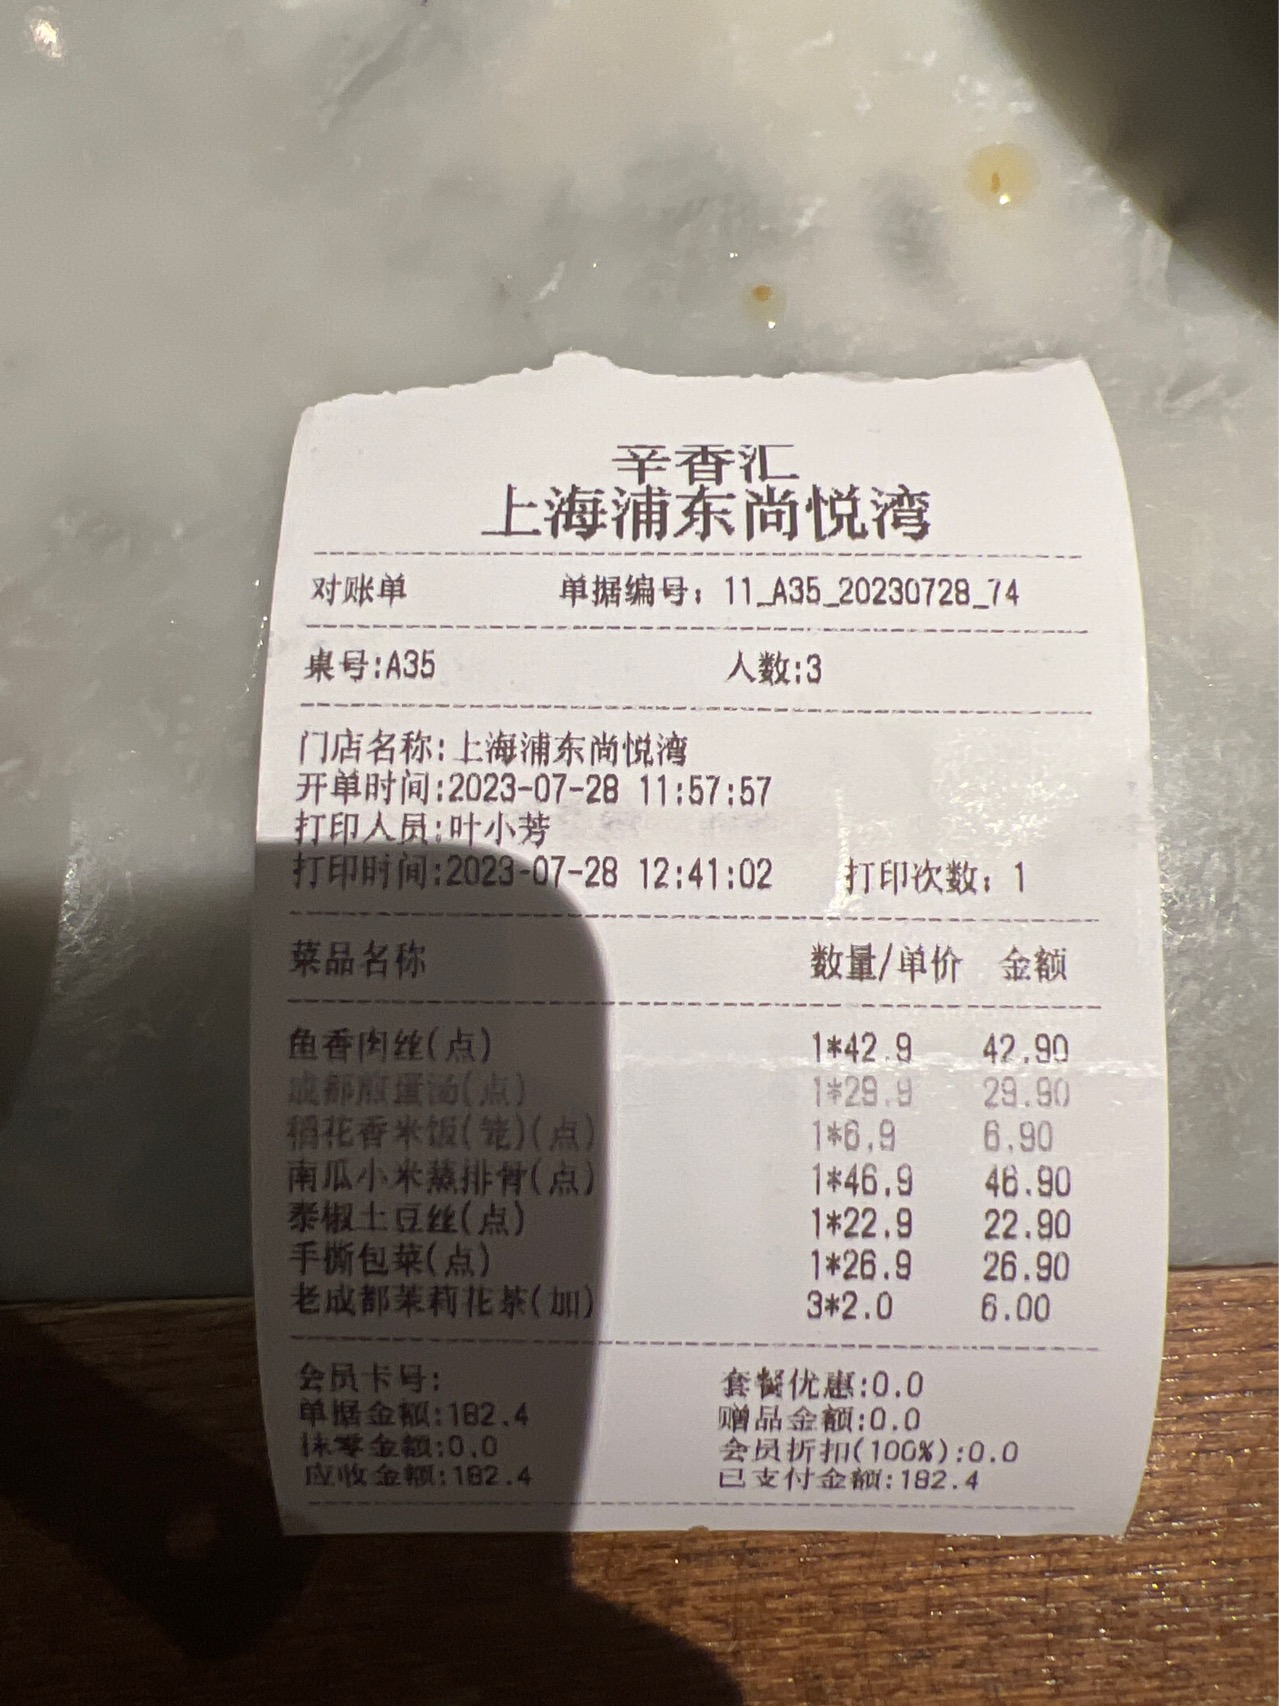 辛香汇
上海浦东尚悦湾
对账单 单据编号：11_A35_20230728_74
桌号:A35 人数:3
门店名称:上海浦东尚悦湾
开单时间:2023-07-28 11:57:57
打印人员:叶小芳
打印时间:2023-07-28 12:41:02 打印次数：1
菜品名称 数量/单价 金额
鱼香肉丝(点) 1*42.9 42.90
成都煎蛋汤(点) 1*29.9 29.90
稻花香米饭(笼)(点) 1*6.9 6.90
南瓜小米蒸排骨(点) 1*46.9 46.90
泰椒土豆丝(点) 1*22.9 22.90
手撕包菜(点) 1*26.9 26.90
老成都茉莉花茶(加) 3*2.0 6.00
会员卡号: 套餐优惠:0.0
单据金额:182.4 赠品金额:0.0
抹零金额:0.0 会员折扣(100%):0.0
应收金额:182.4 已支付金额:182.4